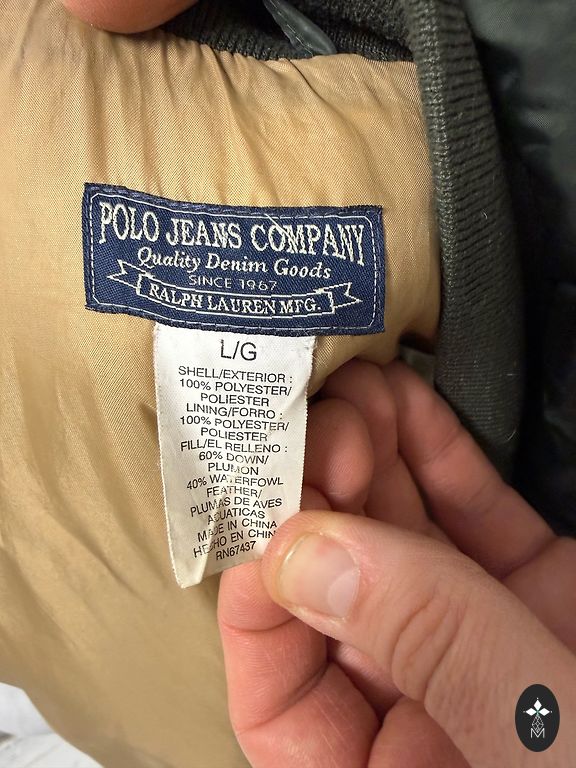 POLO JEANS COMPANY
Quality Denim Goods
SINCE 1967
RALPH LAUREN MFG.
L/G
SHELL/EXTERIOR :
100% POLYESTER/
POLIESTER
LINING/FORRO :
100% POLYESTER/
POLIESTER
FILL/EL RELLENO :
60% DOWN/
PLUMON
40% WATERFOWL
FEATHER/
PLUMAS DE AVES
ACUATICAS
MADE IN CHINA
HECHO EN CHINA
RN67437
M